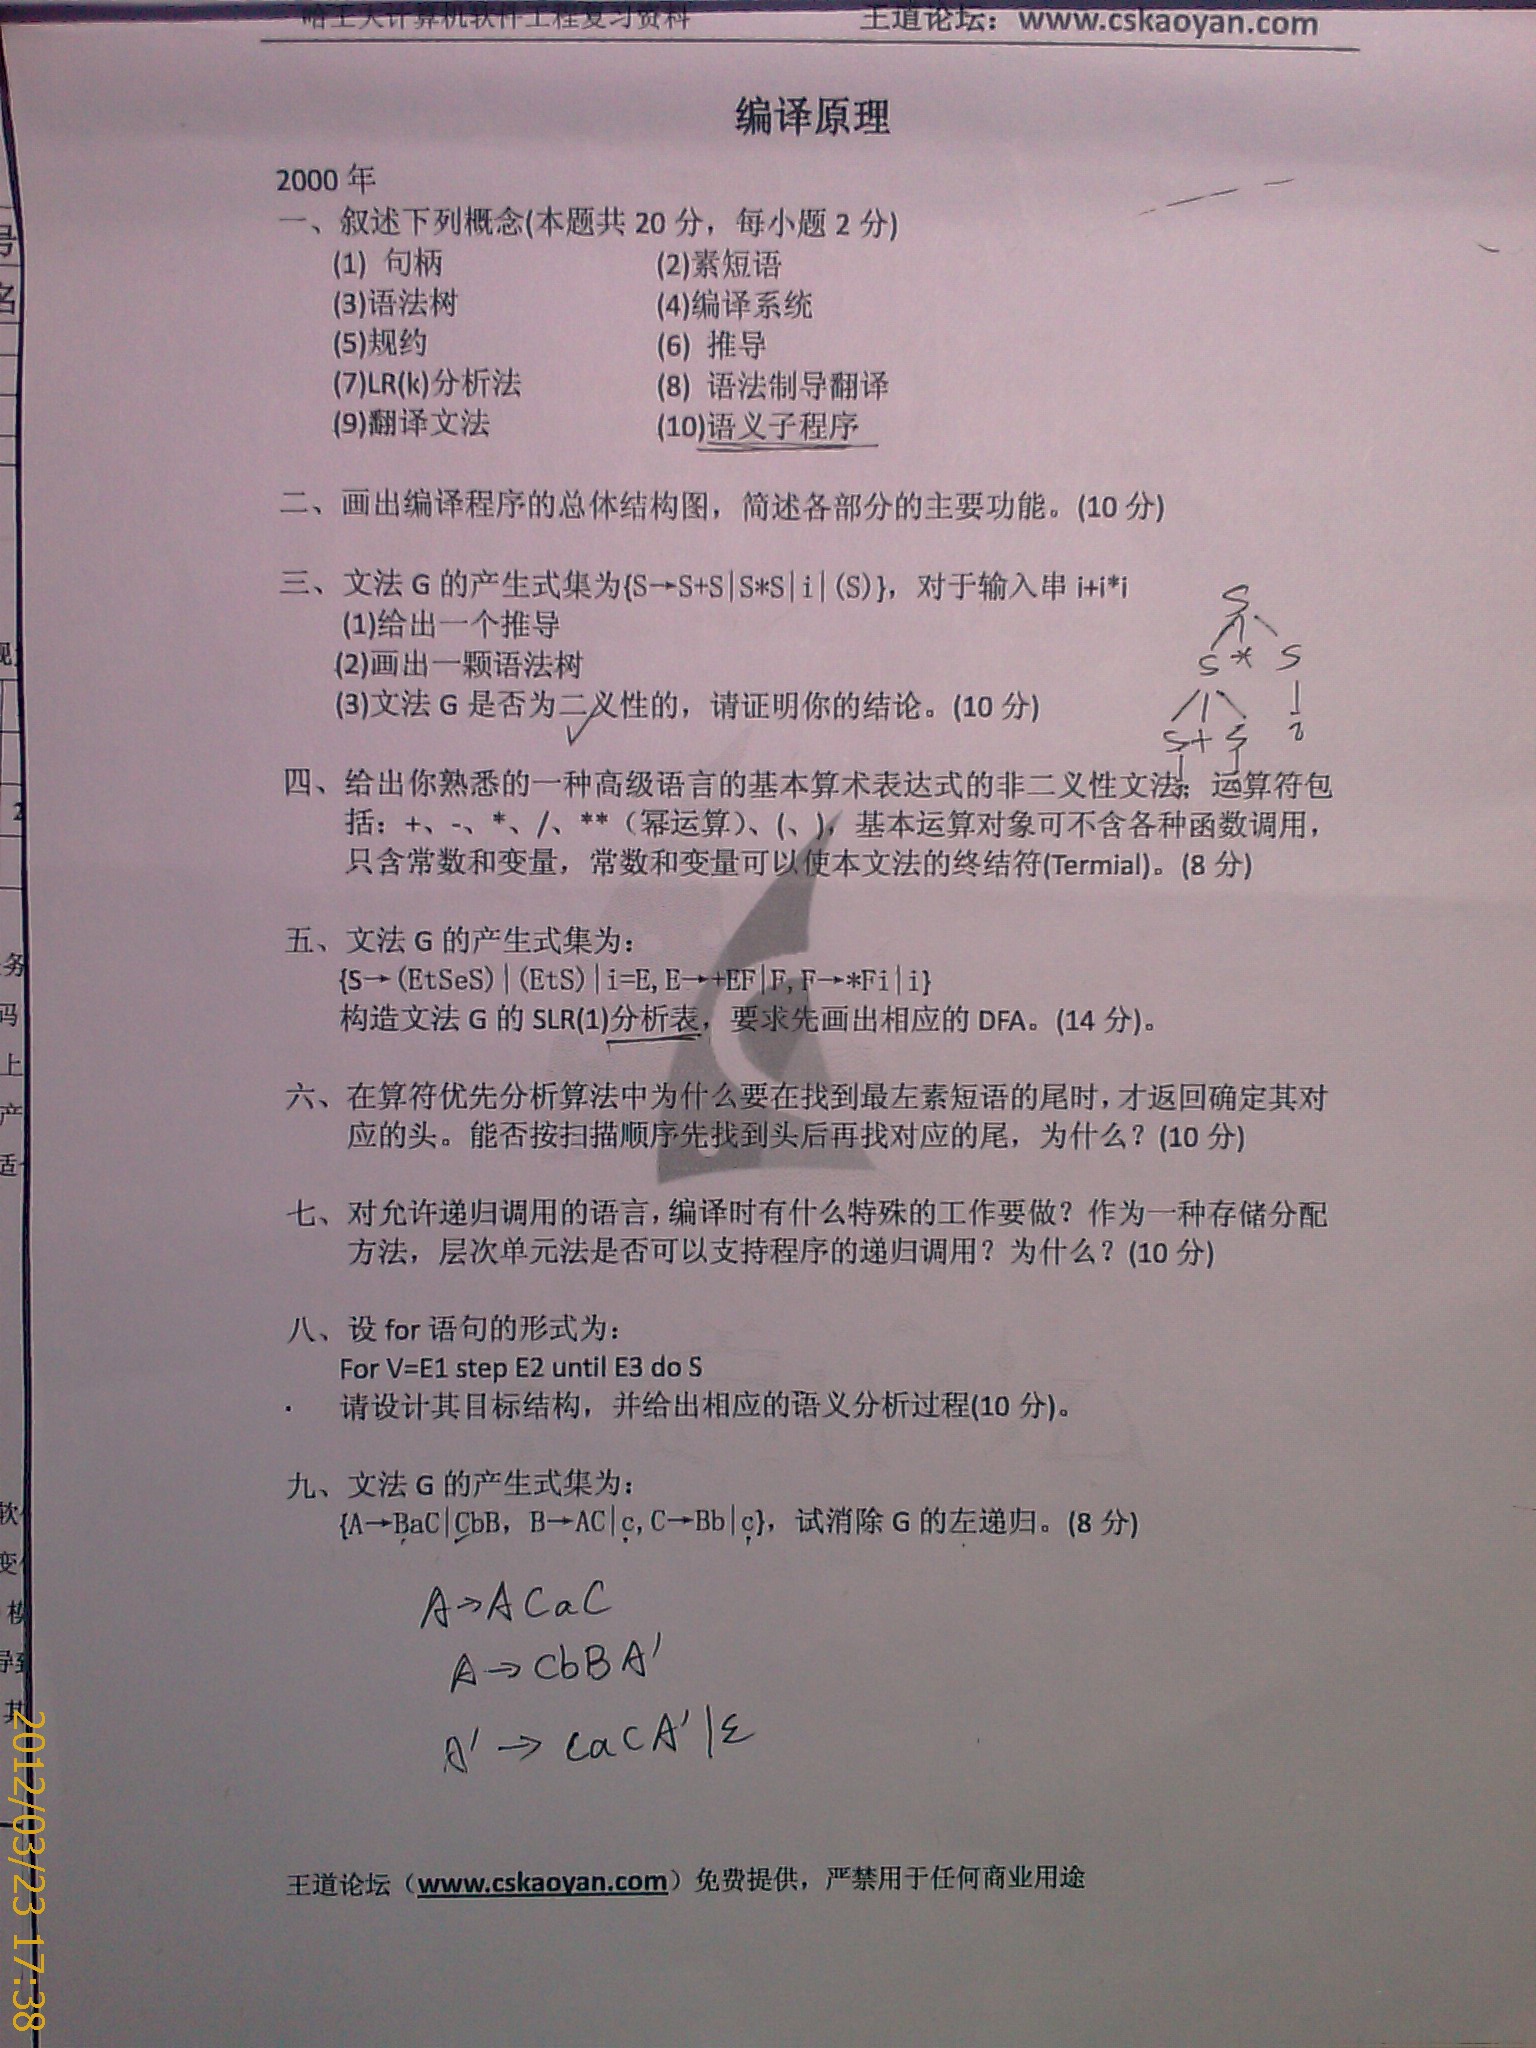 哈工大计算机软件工程复习资料 王道论坛：www.cskaoyan.com
编译原理
2000 年
一、叙述下列概念(本题共 20 分，每小题 2 分)
(1) 句柄 (2)素短语
(3)语法树 (4)编译系统
(5)规约 (6) 推导
(7)LR(k)分析法 (8) 语法制导翻译
(9)翻译文法 (10)语义子程序
二、画出编译程序的总体结构图，简述各部分的主要功能。(10 分)
三、文法 G 的产生式集为{S→S+S|S*S|i|(S)}，对于输入串 i+i*i
(1)给出一个推导
(2)画出一颗语法树
(3)文法 G 是否为二义性的，请证明你的结论。(10 分)
S
S * S
S + S
四、给出你熟悉的一种高级语言的基本算术表达式的非二义性文法；运算符包
括：+、-、*、/、**（幂运算）、(、)，基本运算对象可不含各种函数调用，
只含常数和变量，常数和变量可以使本文法的终结符(Termial)。(8 分)
五、文法 G 的产生式集为：
{S→(EtSeS)|(EtS)|i=E,E→+EF|F,F→*Fi|i}
构造文法 G 的 SLR(1)分析表，要求先画出相应的 DFA。(14 分)。
六、在算符优先分析算法中为什么要在找到最左素短语的尾时，才返回确定其对
应的头。能否按扫描顺序先找到头后再找对应的尾，为什么？(10 分)
七、对允许递归调用的语言，编译时有什么特殊的工作要做？作为一种存储分配
方法，层次单元法是否可以支持程序的递归调用？为什么？(10 分)
八、设 for 语句的形式为：
For V=E1 step E2 until E3 do S
请设计其目标结构，并给出相应的语义分析过程(10 分)。
九、文法 G 的产生式集为：
{A→BaC|CbB，B→AC|c,C→Bb|c}，试消除 G 的左递归。(8 分)
A→ACaC
A→CbBA'
A'→CaCA'|ε
王道论坛（www.cskaoyan.com）免费提供，严禁用于任何商业用途
2012/03/23 17:38